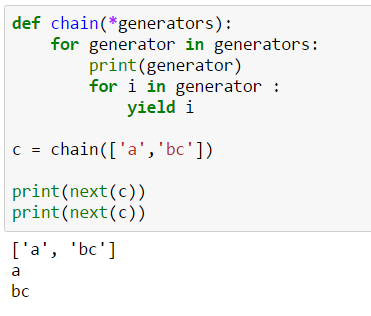 def chain(*generators):
    for generator in generators:
        print(generator)
        for i in generator :
            yield i

c = chain(['a','bc'])

print(next(c))
print(next(c))
['a', 'bc']
a
bc